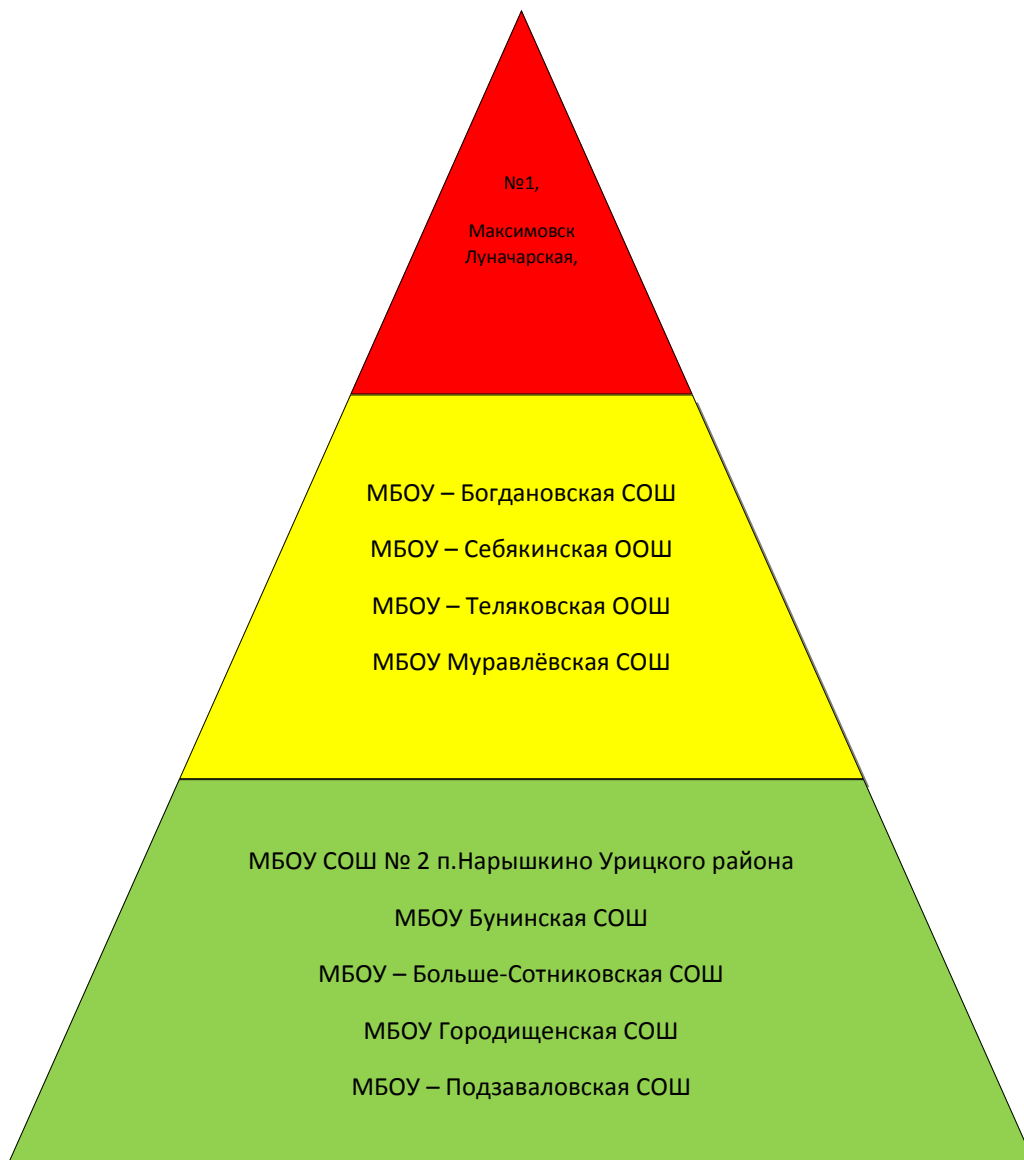 №1,
Максимовск
Луначарская,
МБОУ – Богдановская СОШ
МБОУ – Себякинская ООШ
МБОУ – Теляковская ООШ
МБОУ Муравлёвская СОШ
МБОУ СОШ № 2 п.Нарышкино Урицкого района
МБОУ Бунинская СОШ
МБОУ – Больше-Сотниковская СОШ
МБОУ Городищенская СОШ
МБОУ – Подзаваловская СОШ